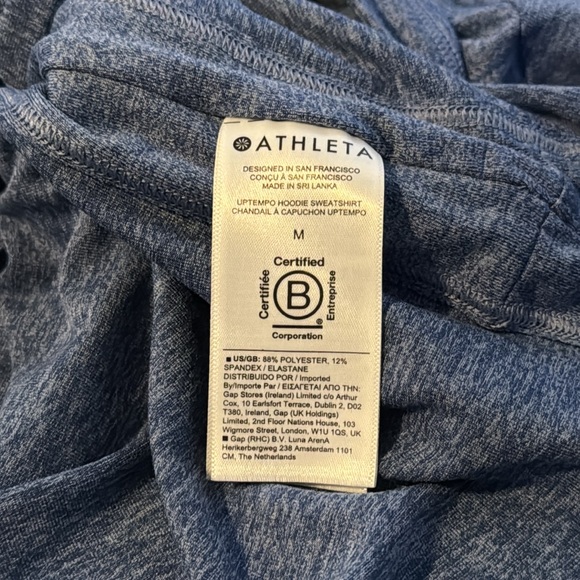 ATHLETA
DESIGNED IN SAN FRANCISCO
CONÇU À SAN FRANCISCO
MADE IN SRI LANKA
UPTEMPO HOODIE SWEATSHIRT
CHANDAIL À CAPUCHON UPTEMPO
M
Certified
Certifiée
B
Entreprise
®
Corporation
■ US/GB: 88% POLYESTER, 12%
SPANDEX / ELASTANE
DISTRIBUIDO POR / Imported
By/Importe Par / ΕΙΣΑΓΕΤΑΙ ΑΠΟ ΤΗΝ:
Gap Stores (Ireland) Limited c/o Arthur
Cox, 10 Earlsfort Terrace, Dublin 2, D02
T380, Ireland, Gap (UK Holdings)
Limited, 2nd Floor Nations House, 103
Wigmore Street, London, W1U 1QS, UK
■ Gap (RHC) B.V. Luna ArenA
Herikerbergweg 238 Amsterdam 1101
CM, The Netherlands